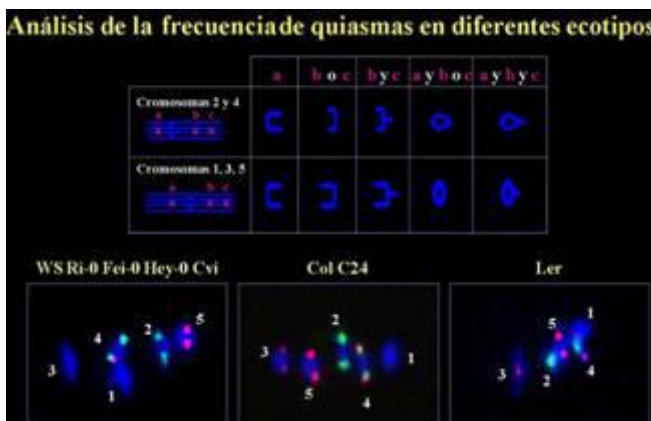 Análisis de la frecuencia de quiasmas en diferentes ecotipos
a b o c b y c a y b o c a y b y c
Cromosomas 2 y 4
a b c
Cromosomas 1, 3, 5
a b c
WS Ri-0 Fei-0 Hey-0 Cvi
Col C24
Ler
3 4 1 2 5
3 5 2 4 1
3 5 2 1 4